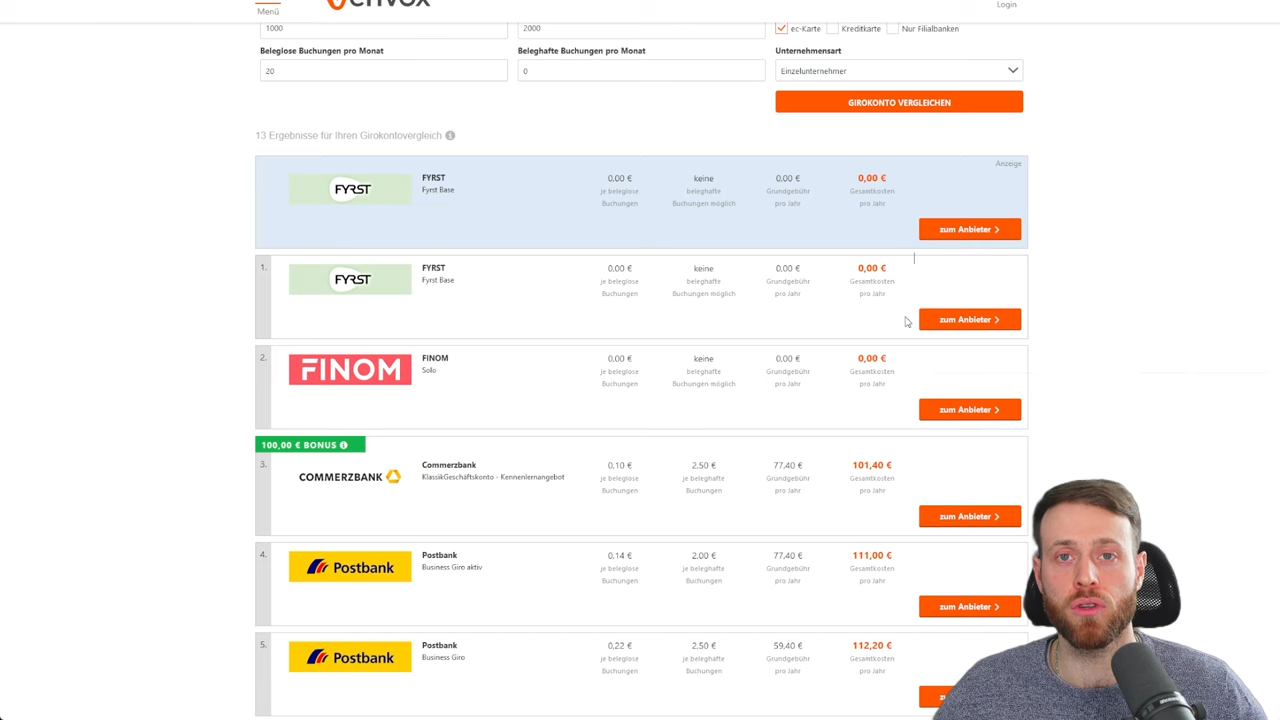 Menü
Login
1000
2000
ec-Karte
Kreditkarte
Nur Filialbanken
Beleglose Buchungen pro Monat
Beleghafte Buchungen pro Monat
Unternehmensart
20
0
Einzelunternehmer
GIROKONTO VERGLEICHEN
13 Ergebnisse für Ihren Girokontovergleich
Anzeige
FYRST
FYRST
Fyrst Base
0,00 €
je beleglose
Buchungen
keine
beleghafte
Buchungen möglich
0,00 €
Grundgebühr
pro Jahr
0,00 €
Gesamtkosten
pro Jahr
zum Anbieter
1.
FYRST
FYRST
Fyrst Base
0,00 €
je beleglose
Buchungen
keine
beleghafte
Buchungen möglich
0,00 €
Grundgebühr
pro Jahr
0,00 €
Gesamtkosten
pro Jahr
zum Anbieter
2.
FINOM
FINOM
Solo
0,00 €
je beleglose
Buchungen
keine
beleghafte
Buchungen möglich
0,00 €
Grundgebühr
pro Jahr
0,00 €
Gesamtkosten
pro Jahr
zum Anbieter
100,00 € BONUS
3.
COMMERZBANK
Commerzbank
KlassikGeschäftskonto - Kennenlernangebot
0,10 €
je beleglose
Buchungen
2,50 €
je beleghafte
Buchungen
77,40 €
Grundgebühr
pro Jahr
101,40 €
Gesamtkosten
pro Jahr
zum Anbieter
4.
Postbank
Postbank
Business Giro aktiv
0,14 €
je beleglose
Buchungen
2,00 €
je beleghafte
Buchungen
77,40 €
Grundgebühr
pro Jahr
111,00 €
Gesamtkosten
pro Jahr
zum Anbieter
5.
Postbank
Postbank
Business Giro
0,22 €
je beleglose
Buchungen
2,50 €
je beleghafte
Buchungen
59,40 €
Grundgebühr
pro Jahr
112,20 €
Gesamtkosten
pro Jahr